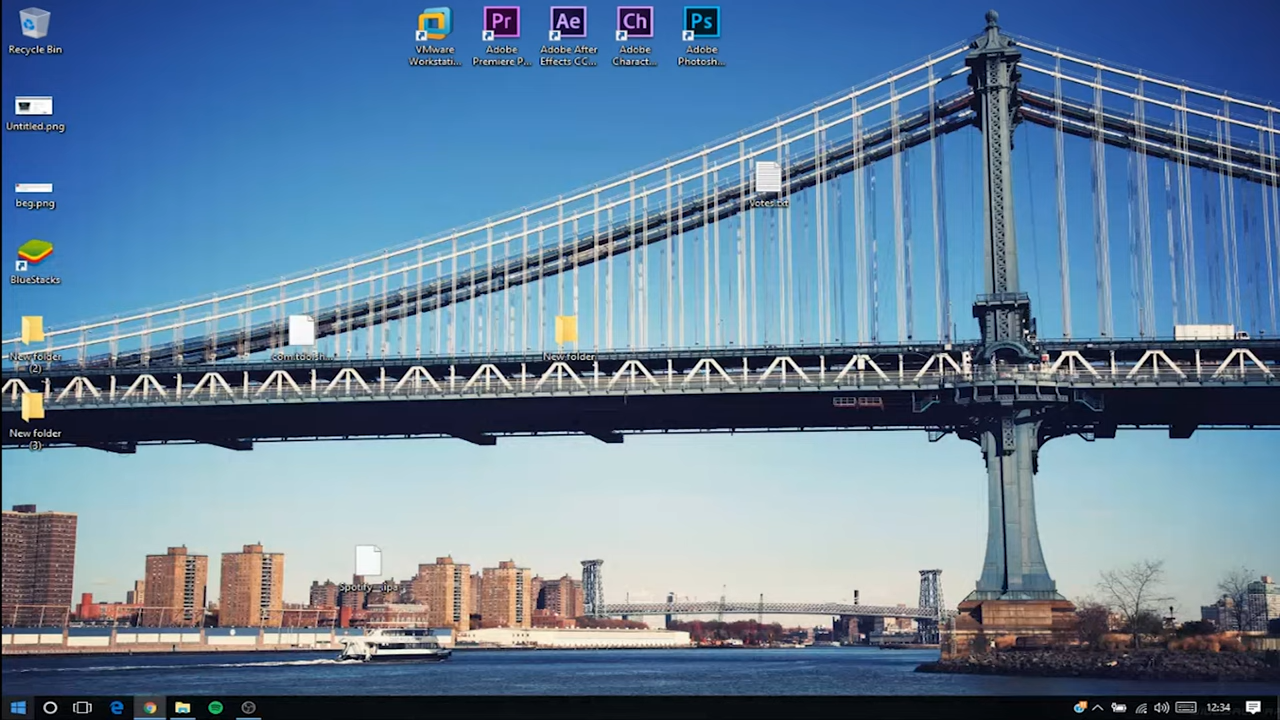 Pr
Ae
Ch
Ps
Recycle Bin
VMware
Workstati...
Adobe
Premiere P...
Adobe After
Effects CC...
Adobe
Charact...
Adobe
Photosh...
Untitled.png
beg.png
Votes.txt
BlueStacks
New folder
(2)
New folder
New folder
(3)
12:34